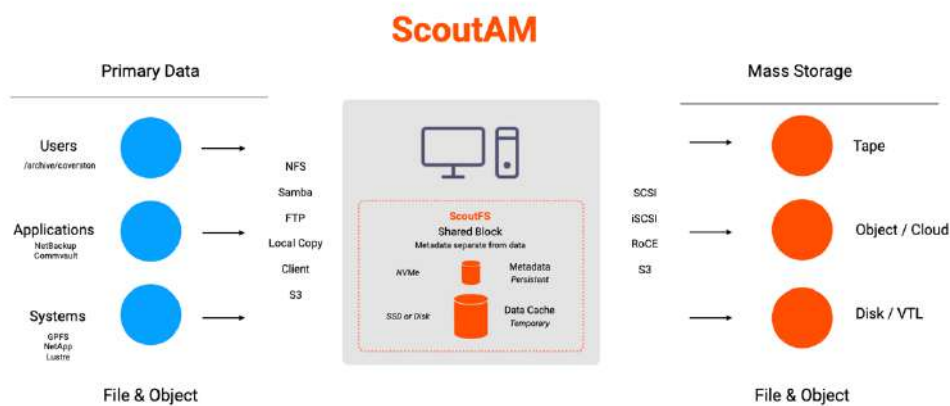 ScoutAM
Primary Data
Users
/archive/coverston
Applications
NetBackup
Commvault
Systems
GPFS
NetApp
Lustre
File & Object
NFS
Samba
FTP
Local Copy
Client
S3
ScoutFS
Shared Block
Metadata separate from data
NVMe
Metadata
Persistent
SSD or Disk
Data Cache
Temporary
SCSI
iSCSI
RoCE
S3
Mass Storage
Tape
Object / Cloud
Disk / VTL
File & Object